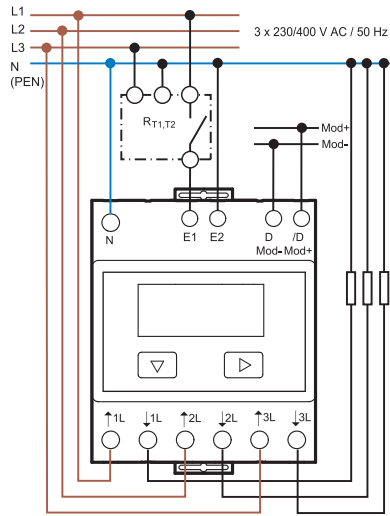 L1
L2
3 x 230/400 V AC / 50 Hz
L3
N
(PEN)
RT1,T2
Mod+
Mod-
N
E1 E2 D /D
Mod- Mod+
↑1L ↓1L ↑2L ↓2L ↑3L ↓3L